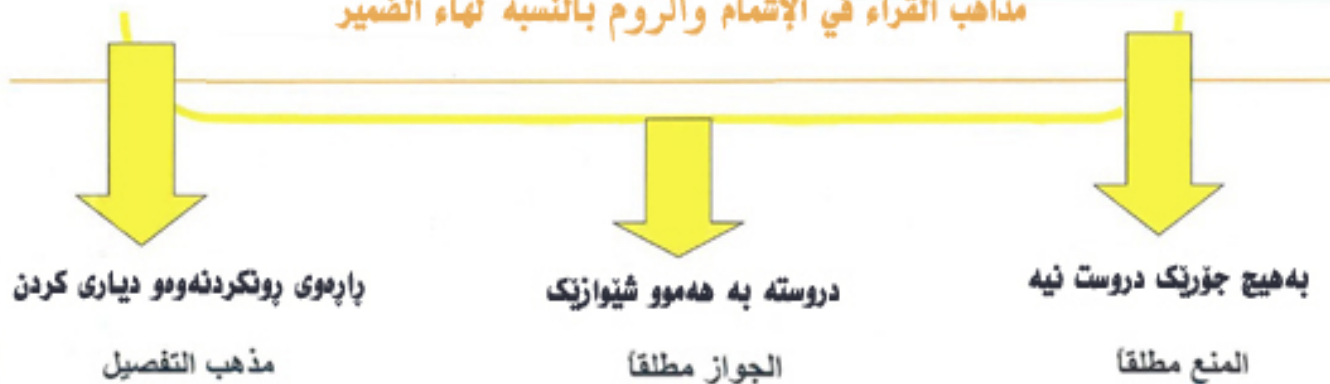 مذاهب القراء في الإشمام والروم بالنسبة لهاء الضمير
بەهیچ جۆرێک دروست نیە
دروستە بە هەموو شێوازێک
ڕاڕەوی ڕونکردنەوەو دیاری کردن
المنع مطلقاً
الجواز مطلقاً
مذهب التفصيل